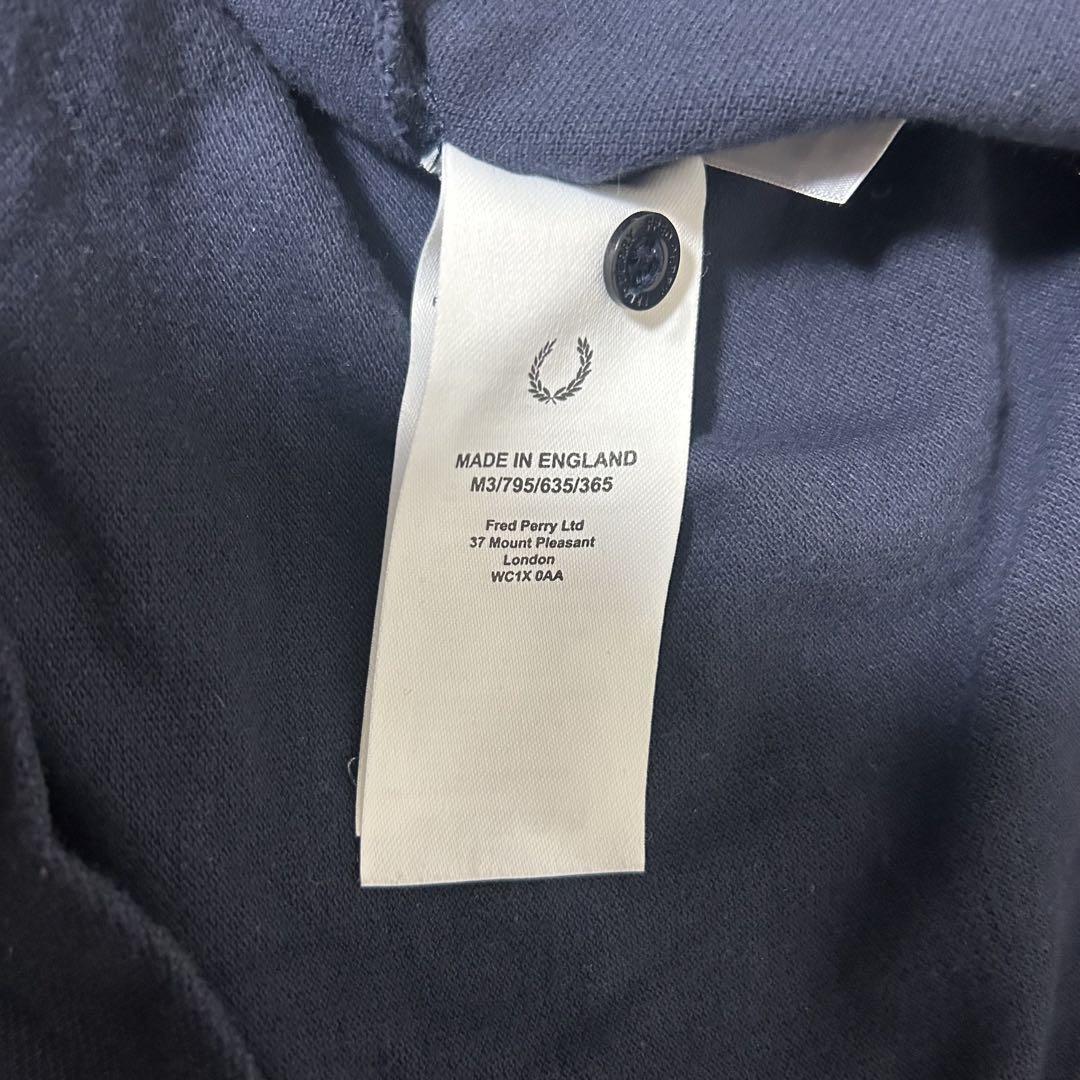 MADE IN ENGLAND
M3/795/635/365
Fred Perry Ltd
37 Mount Pleasant
London
WC1X 0AA